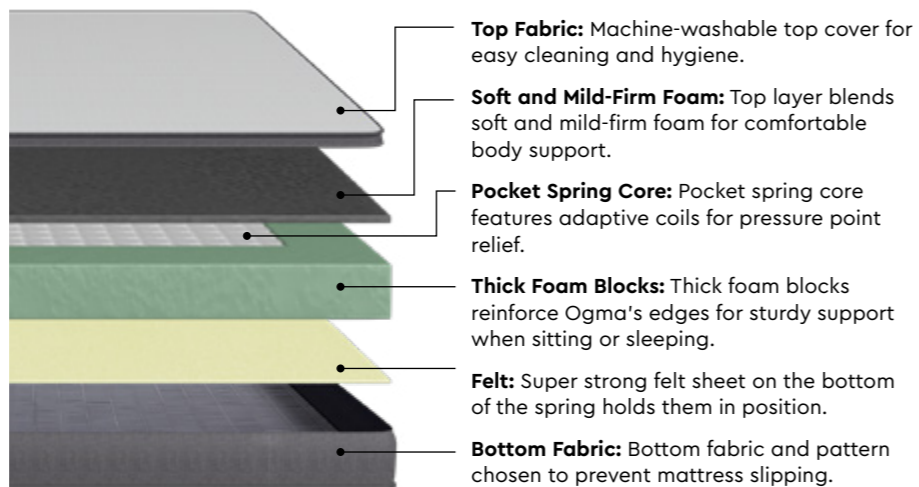 Top Fabric: Machine-washable top cover for
easy cleaning and hygiene.
Soft and Mild-Firm Foam: Top layer blends
soft and mild-firm foam for comfortable
body support.
Pocket Spring Core: Pocket spring core
features adaptive coils for pressure point
relief.
Thick Foam Blocks: Thick foam blocks
reinforce Ogma's edges for sturdy support
when sitting or sleeping.
Felt: Super strong felt sheet on the bottom
of the spring holds them in position.
Bottom Fabric: Bottom fabric and pattern
chosen to prevent mattress slipping.